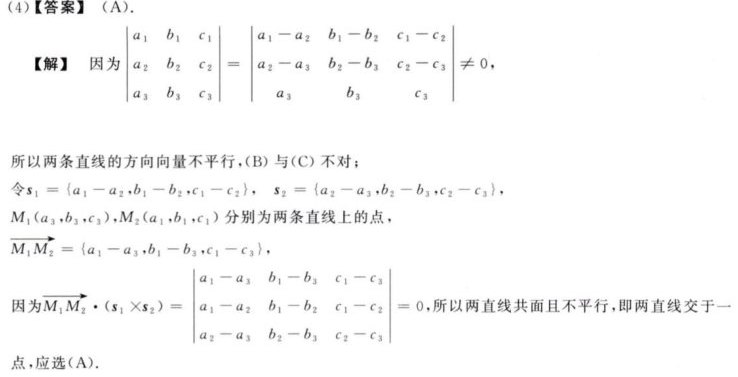 (4)【答案】 (A).
【解】 因为 | a₁ b₁ c₁ | = | a₁－a₂ b₁－b₂ c₁－c₂ |
| a₂ b₂ c₂ | | a₂－a₃ b₂－b₃ c₂－c₃ | ≠ 0,
| a₃ b₃ c₃ | | a₃ b₃ c₃ |
所以两条直线的方向向量不平行,(B) 与(C) 不对;
令s₁ = {a₁－a₂,b₁－b₂,c₁－c₂}, s₂ = {a₂－a₃,b₂－b₃,c₂－c₃},
M₁(a₃,b₃,c₃),M₂(a₁,b₁,c₁) 分别为两条直线上的点,
M₁M₂ = {a₁－a₃,b₁－b₃,c₁－c₃},
| a₁－a₃ b₁－b₃ c₁－c₃ |
因为M₁M₂ • (s₁×s₂) = | a₁－a₂ b₁－b₂ c₁－c₂ | = 0,所以两直线共面且不平行,即两直线交于一
| a₂－a₃ b₂－b₃ c₂－c₃ |
点,应选(A).